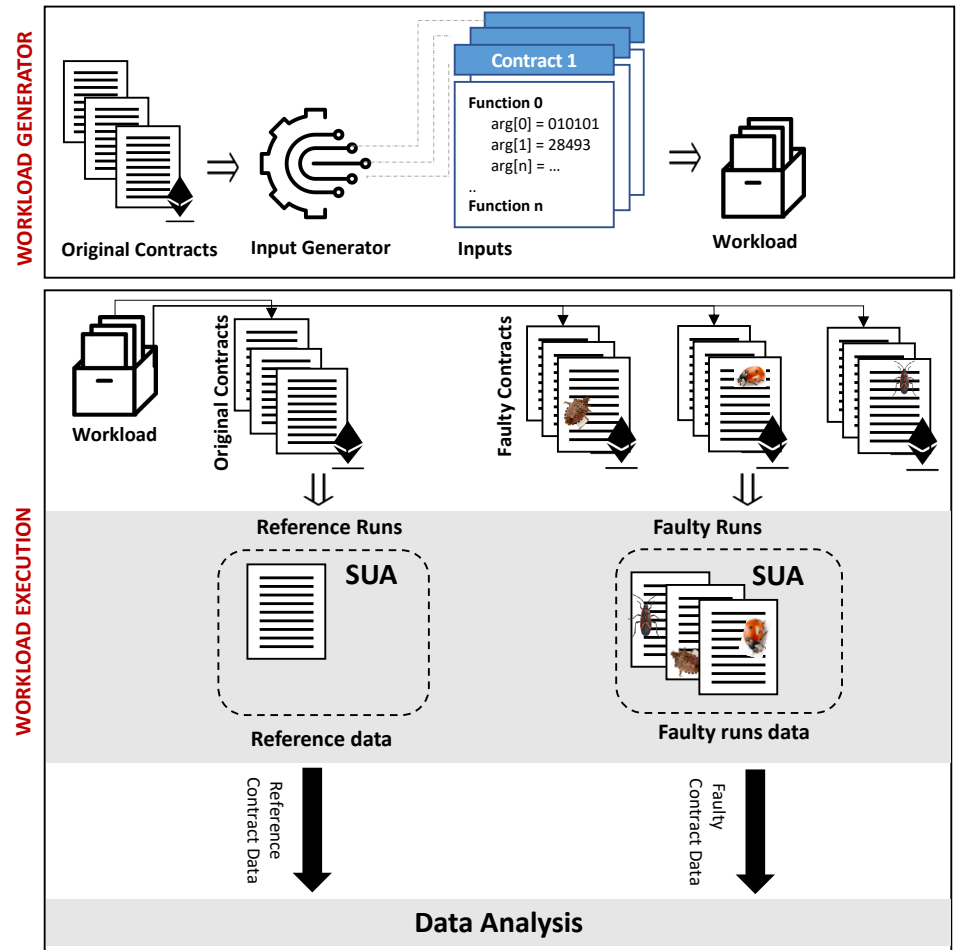 WORKLOAD GENERATOR
Contract 1
Function 0
arg[0] = 010101
arg[1] = 28493
arg[n] = ...
..
Function n
Original Contracts
Input Generator
Inputs
Workload
WORKLOAD EXECUTION
Workload
Original Contracts
Faulty Contracts
Reference Runs
Faulty Runs
SUA
SUA
Reference data
Faulty runs data
Reference
Contract Data
Faulty
Contract Data
Data Analysis